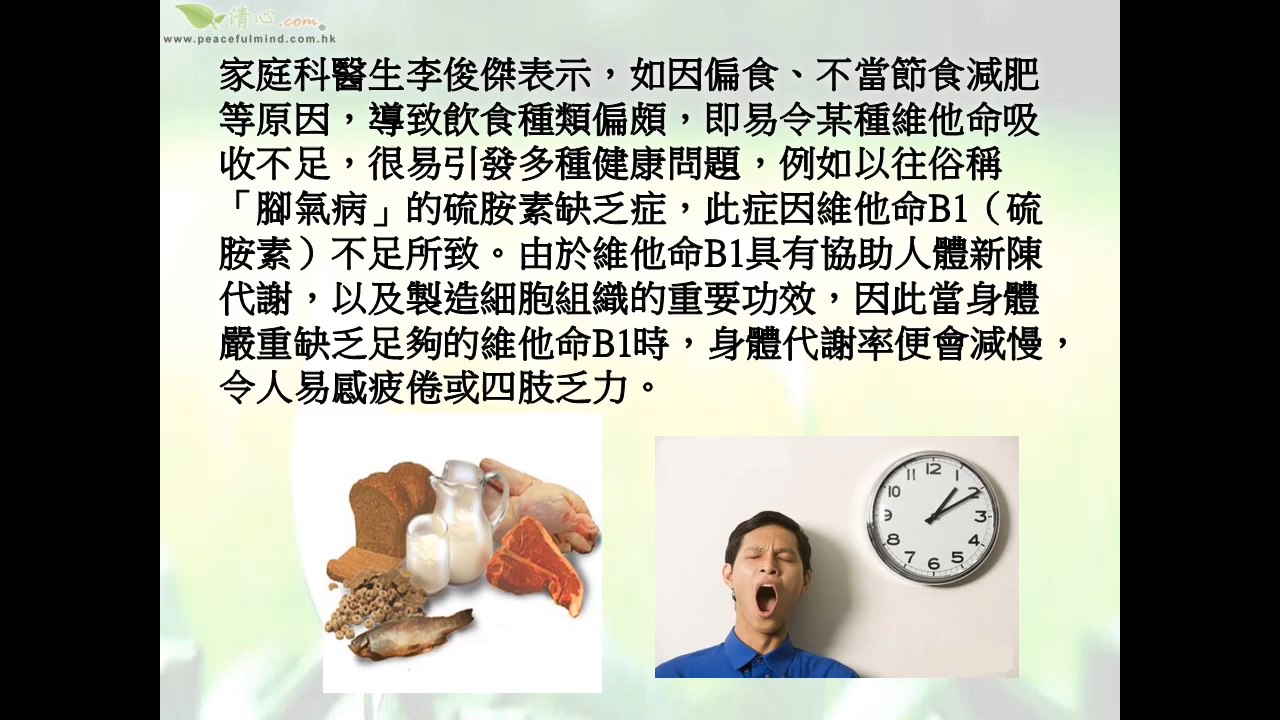 清心.com®
www.peacefulmind.com.hk
家庭科醫生李俊傑表示，如因偏食、不當節食減肥
等原因，導致飲食種類偏頗，即易令某種維他命吸
收不足，很易引發多種健康問題，例如以往俗稱
「腳氣病」的硫胺素缺乏症，此症因維他命B1（硫
胺素）不足所致。由於維他命B1具有協助人體新陳
代謝，以及製造細胞組織的重要功效，因此當身體
嚴重缺乏足夠的維他命B1時，身體代謝率便會減慢，
令人易感疲倦或四肢乏力。
12
1
2
3
4
5
6
7
8
9
10
11